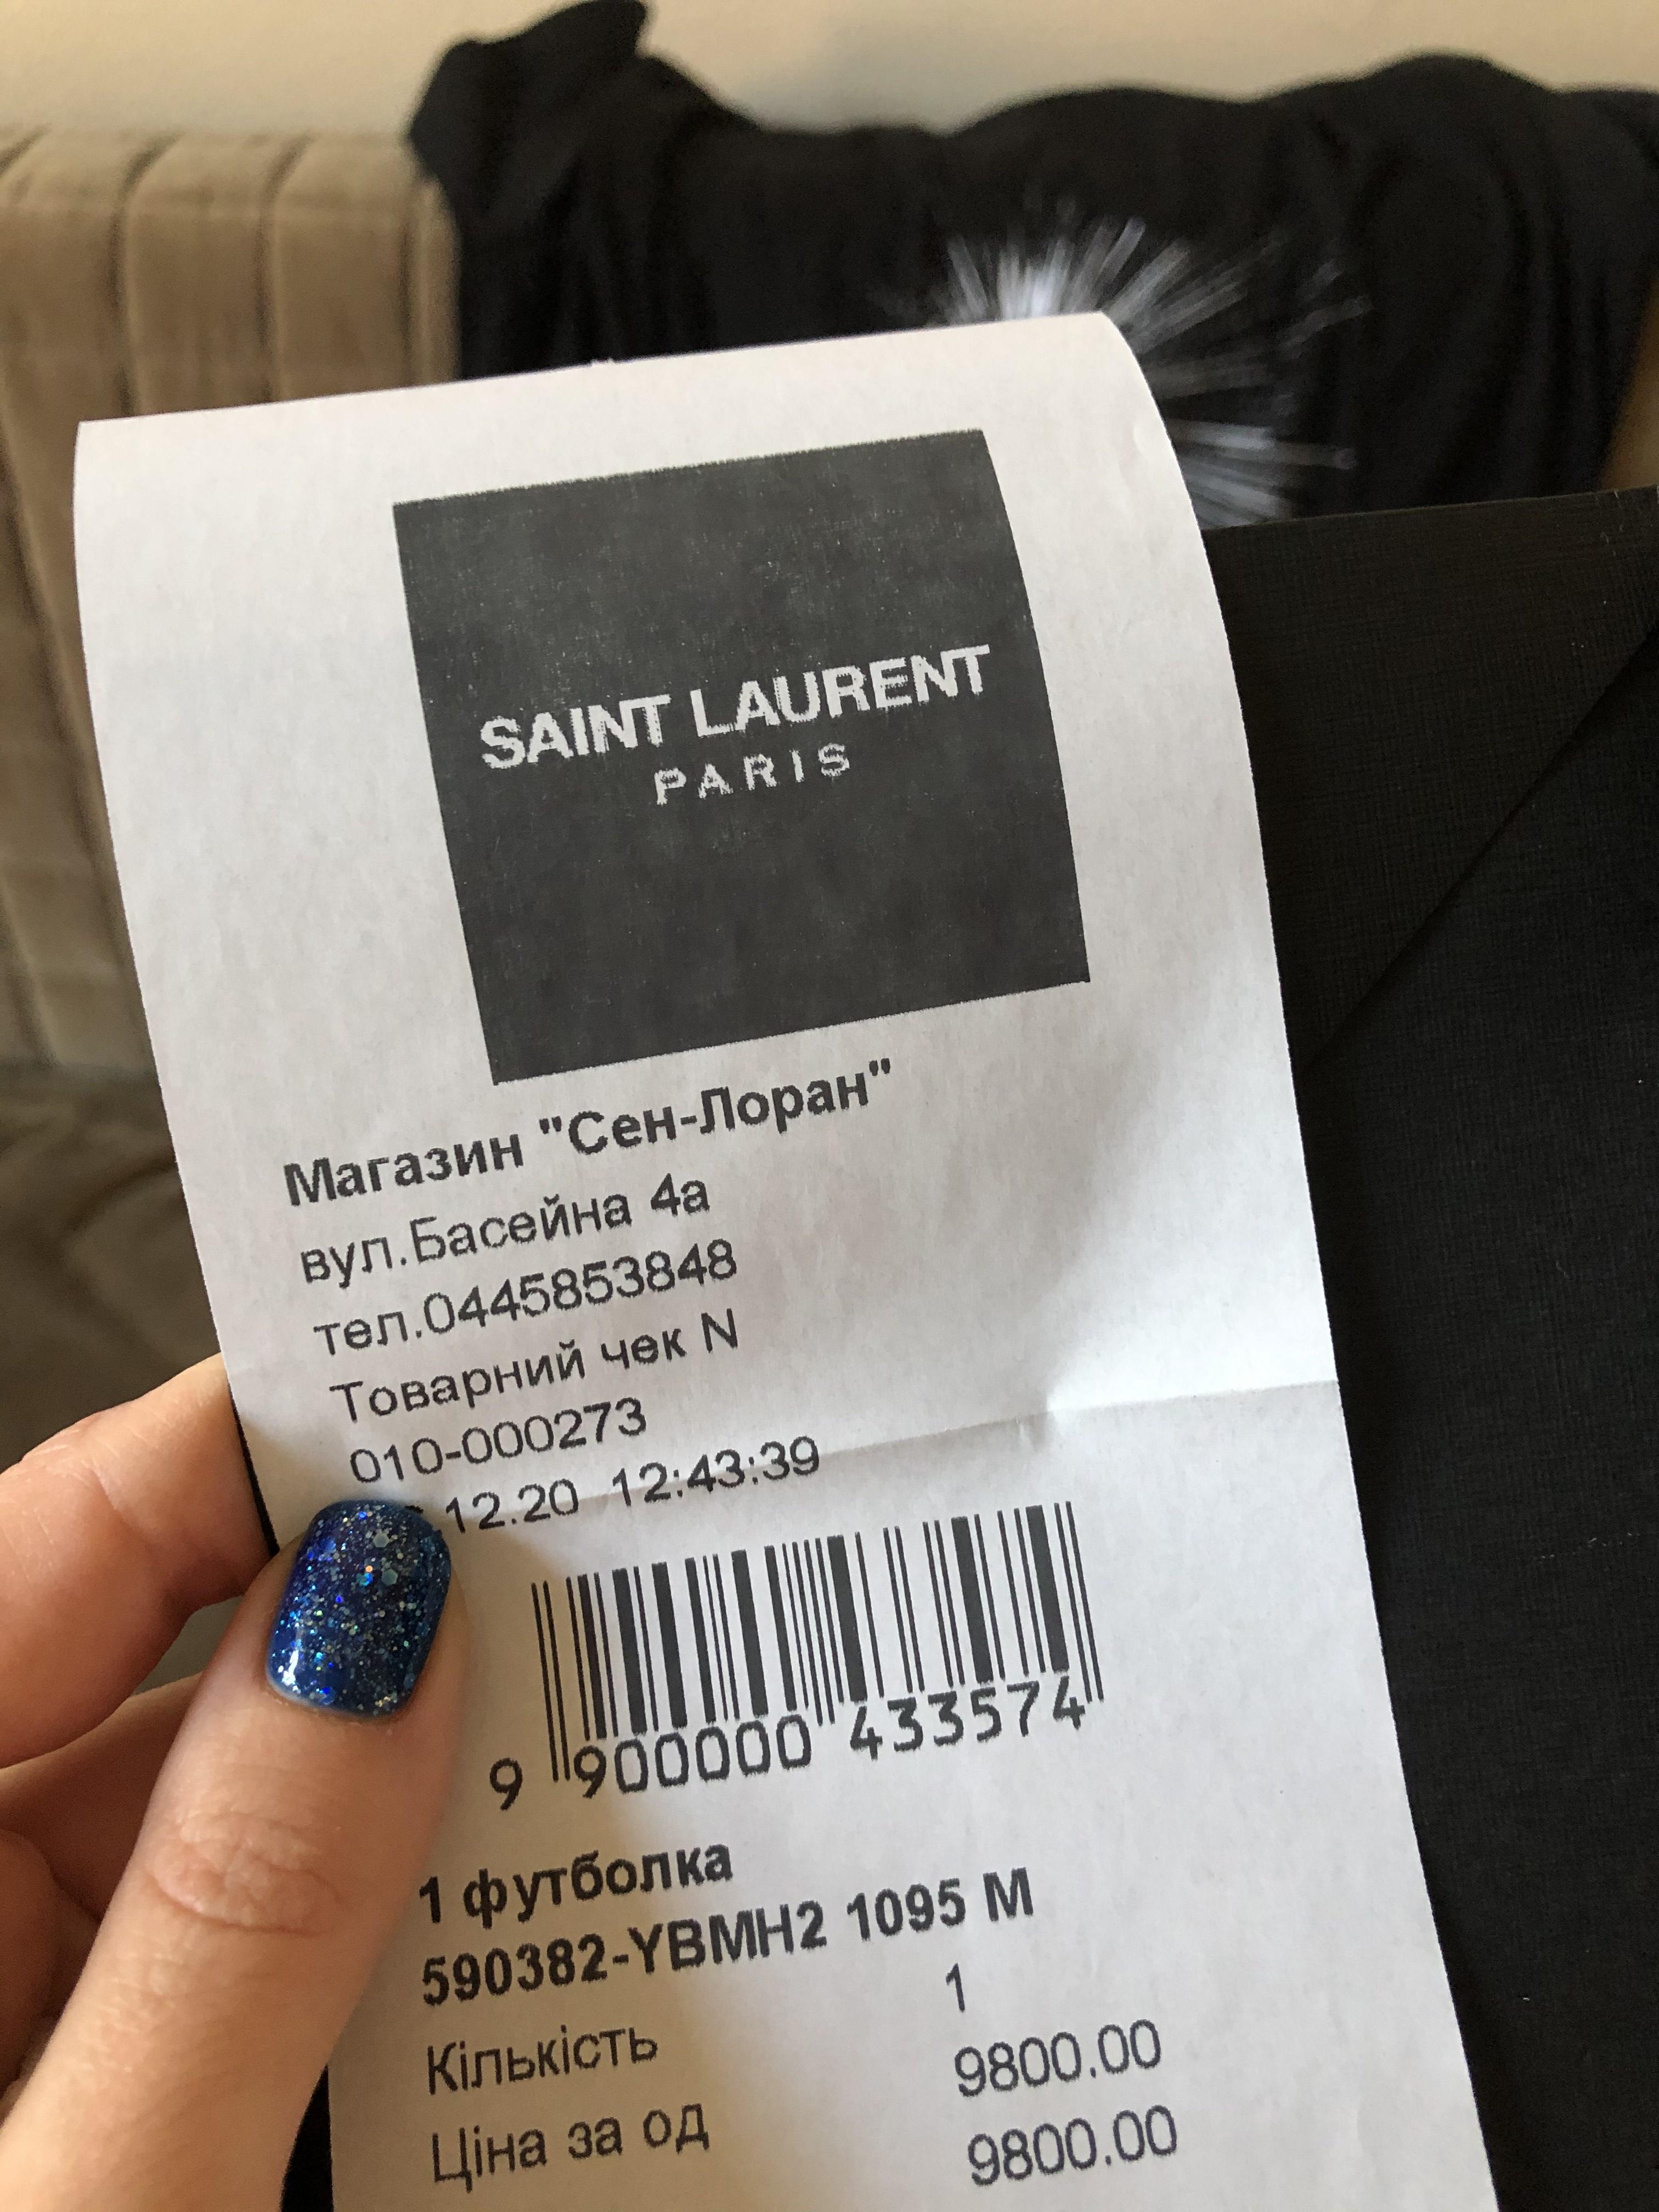 SAINT LAURENT
PARIS
Магазин "Сен-Лоран"
вул.Басейна 4а
тел.0445853848
Товарний чек N
010-000273
.12.20 12:43:39
9 900000 433574
1 футболка
590382-YBMH2 1095 M
Кількість 1
Ціна за од 9800.00
9800.00